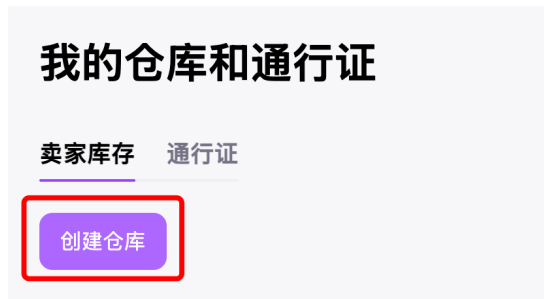 我的仓库和通行证
卖家库存 通行证
创建仓库